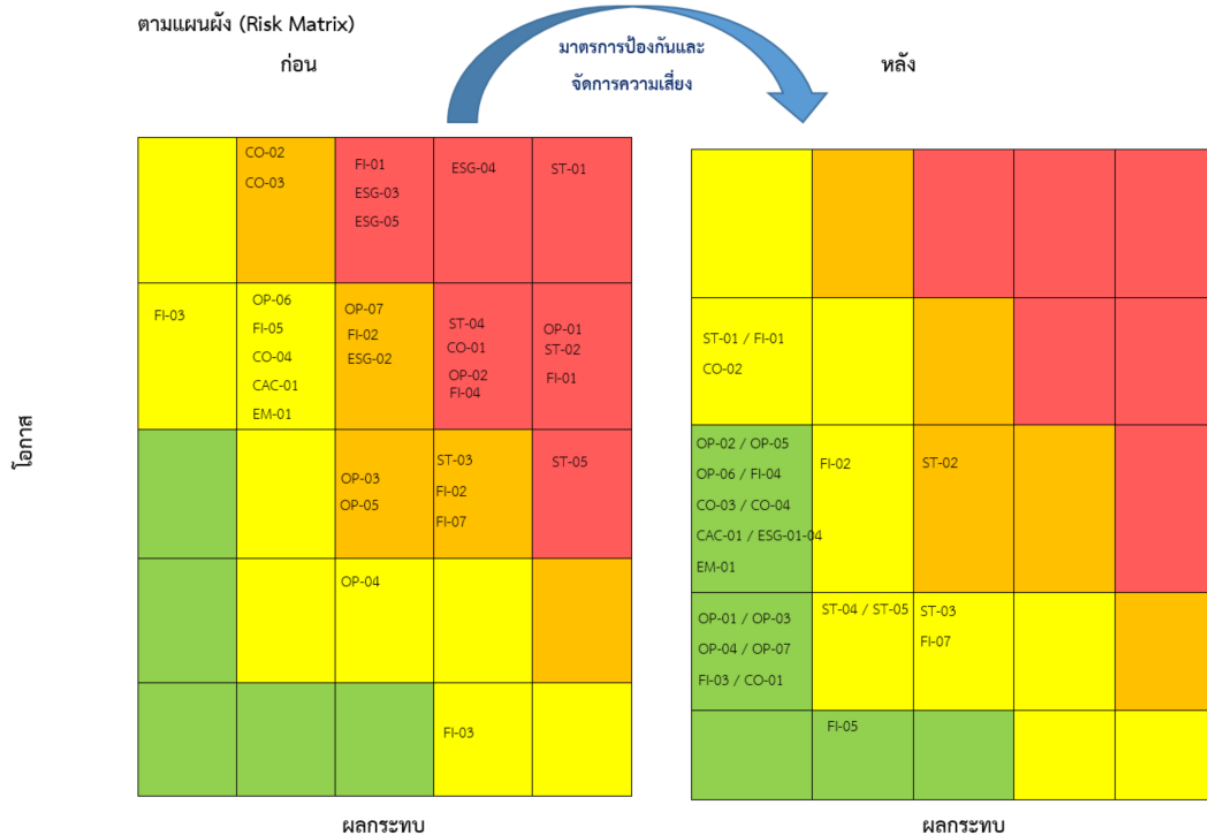 ตามแผนผัง (Risk Matrix)
ก่อน
มาตรการป้องกันและ
จัดการความเสี่ยง
หลัง
โอกาส
CO-02
CO-03
FI-01
ESG-03
ESG-05
ESG-04
ST-01
FI-03
OP-06
FI-05
CO-04
CAC-01
EM-01
OP-07
FI-02
ESG-02
ST-04
CO-01
OP-02
FI-04
OP-01
ST-02
FI-01
OP-03
OP-05
ST-03
FI-02
FI-07
ST-05
OP-04
FI-03
ผลกระทบ
ST-01 / FI-01
CO-02
OP-02 / OP-05
OP-06 / FI-04
CO-03 / CO-04
CAC-01 / ESG-01-04
EM-01
FI-02
ST-02
OP-01 / OP-03
OP-04 / OP-07
FI-03 / CO-01
ST-04 / ST-05
ST-03
FI-07
FI-05
ผลกระทบ